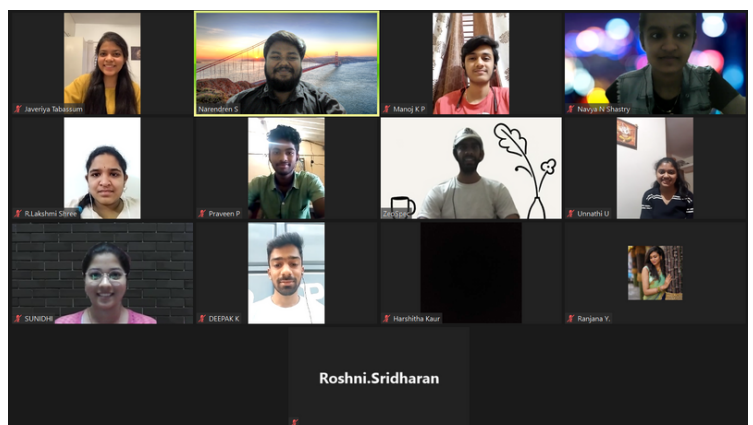 Javeriya Tabassum
Narendren S
Manoj K P
Navya N Shastry
R.Lakshmi Shree
Praveen P
Unnathi U
SUNIDHI
DEEPAK K
Harshitha Kaur
Ranjana Y.
Roshni.Sridharan